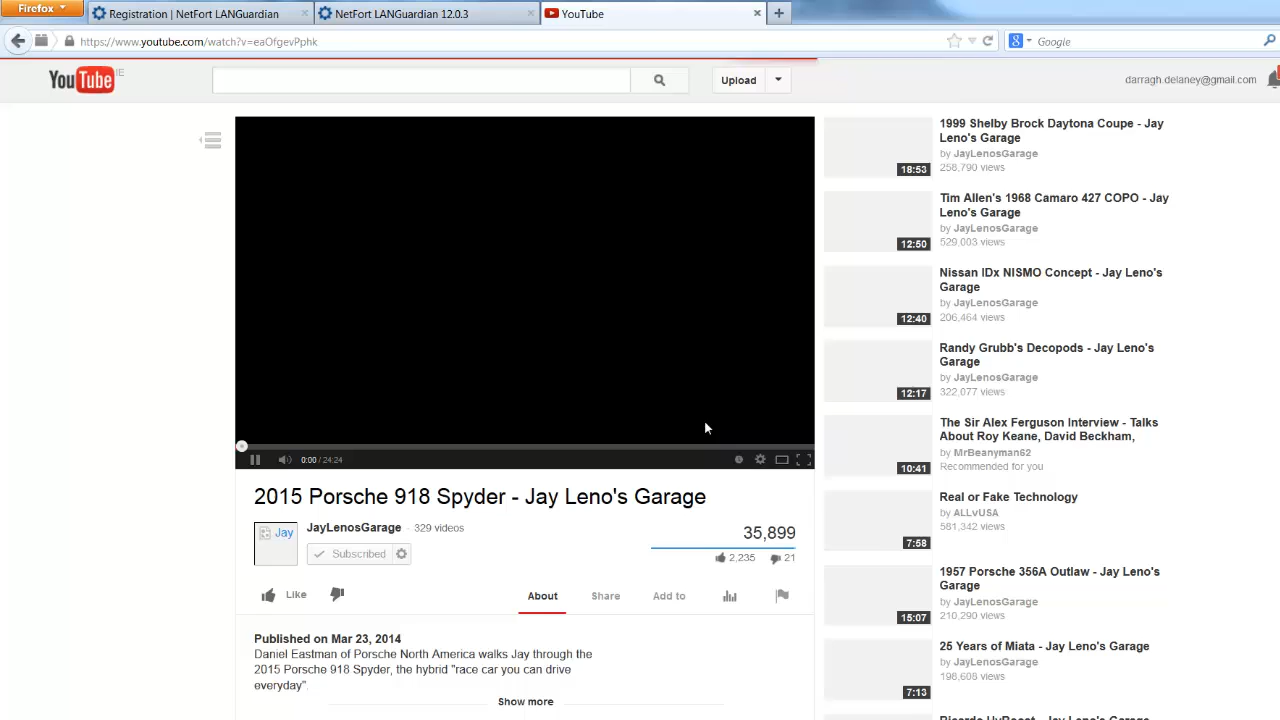 Firefox
Registration | NetFort LANGuardian
NetFort LANGuardian 12.0.3
YouTube
https://www.youtube.com/watch?v=eaOfgevPphk
Google
YouTube IE
Upload
darragh.delaney@gmail.com
0:00 / 24:24
2015 Porsche 918 Spyder - Jay Leno's Garage
Jay
JayLenosGarage · 329 videos
Subscribed
35,899
2,235 21
Like
About
Share
Add to
Published on Mar 23, 2014
Daniel Eastman of Porsche North America walks Jay through the
2015 Porsche 918 Spyder, the hybrid "race car you can drive
everyday".
Show more
18:53
1999 Shelby Brock Daytona Coupe - Jay
Leno's Garage
by JayLenosGarage
258,790 views
12:50
Tim Allen's 1968 Camaro 427 COPO - Jay
Leno's Garage
by JayLenosGarage
529,003 views
12:40
Nissan IDx NISMO Concept - Jay Leno's
Garage
by JayLenosGarage
206,464 views
12:17
Randy Grubb's Decopods - Jay Leno's
Garage
by JayLenosGarage
322,077 views
10:41
The Sir Alex Ferguson Interview - Talks
About Roy Keane, David Beckham,
by MrBeanyman62
Recommended for you
7:58
Real or Fake Technology
by ALLvUSA
581,342 views
15:07
1957 Porsche 356A Outlaw - Jay Leno's
Garage
by JayLenosGarage
210,290 views
7:13
25 Years of Miata - Jay Leno's Garage
by JayLenosGarage
198,608 views